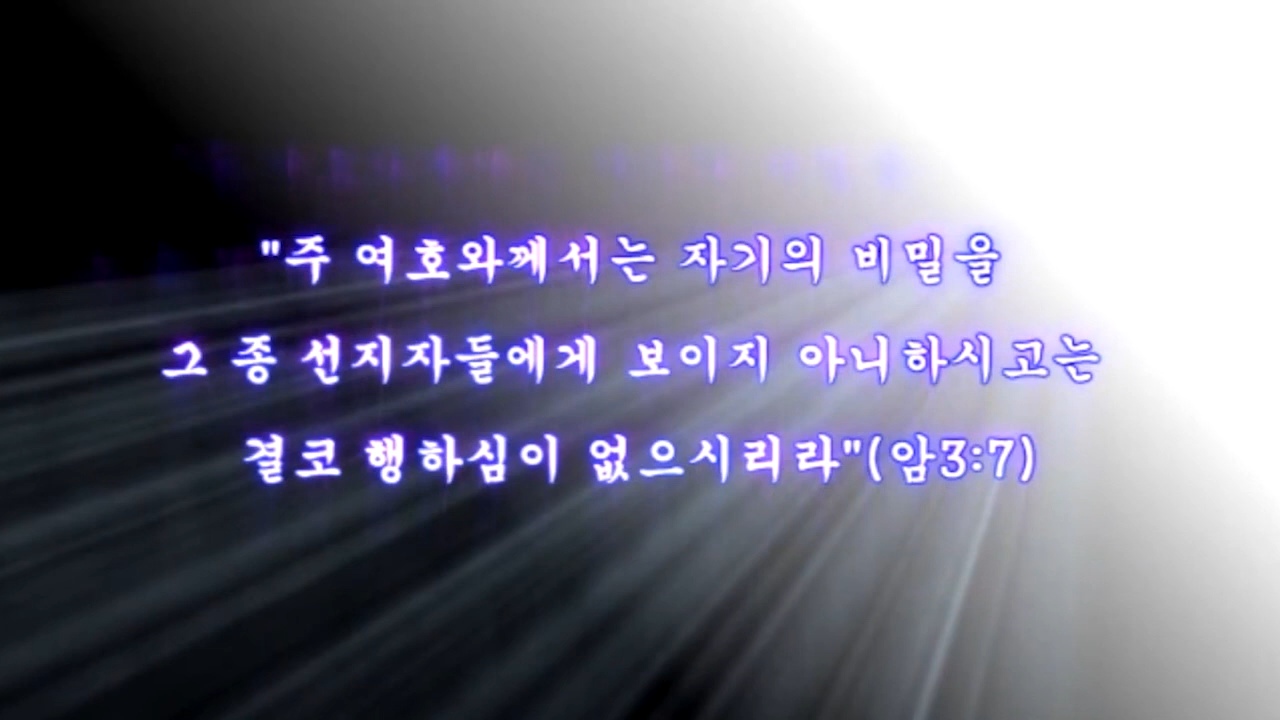 "주 여호와께서는 자기의 비밀을
그 종 선지자들에게 보이지 아니하시고는
결코 행하심이 없으시리라"(암3:7)